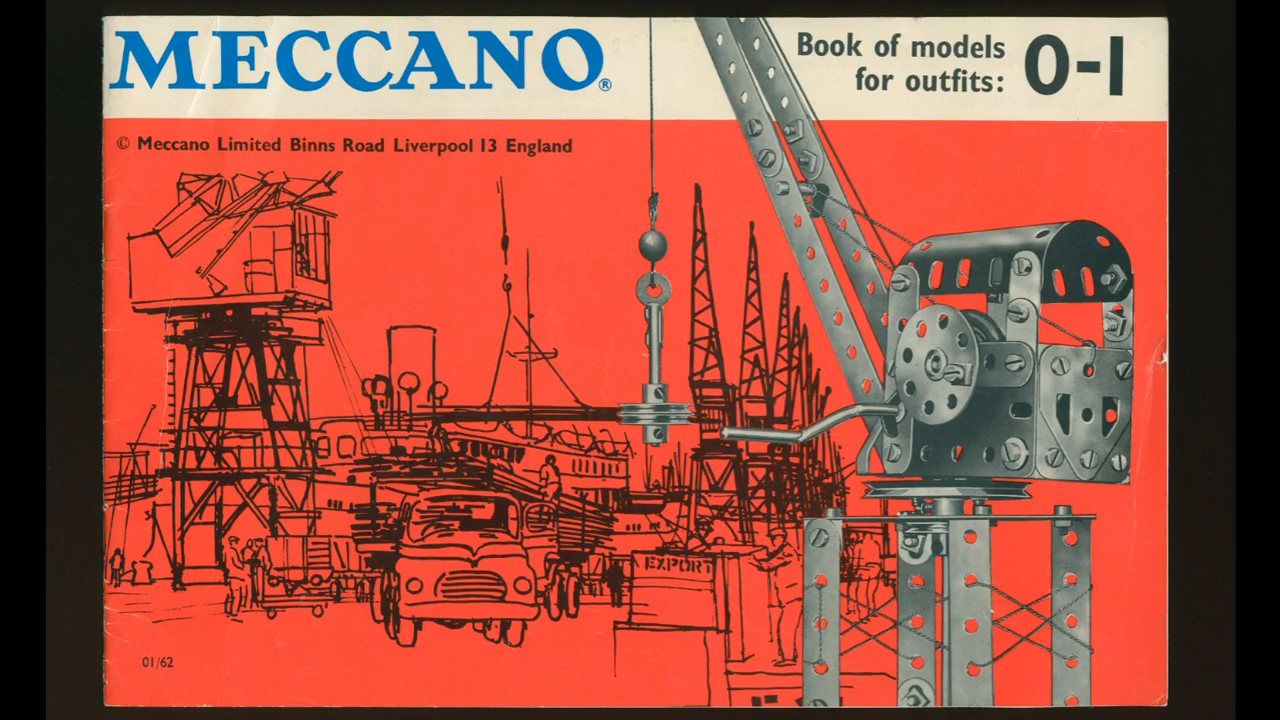 MECCANO®
Book of models
for outfits: 0-1
© Meccano Limited Binns Road Liverpool 13 England
EXPORT
01/62